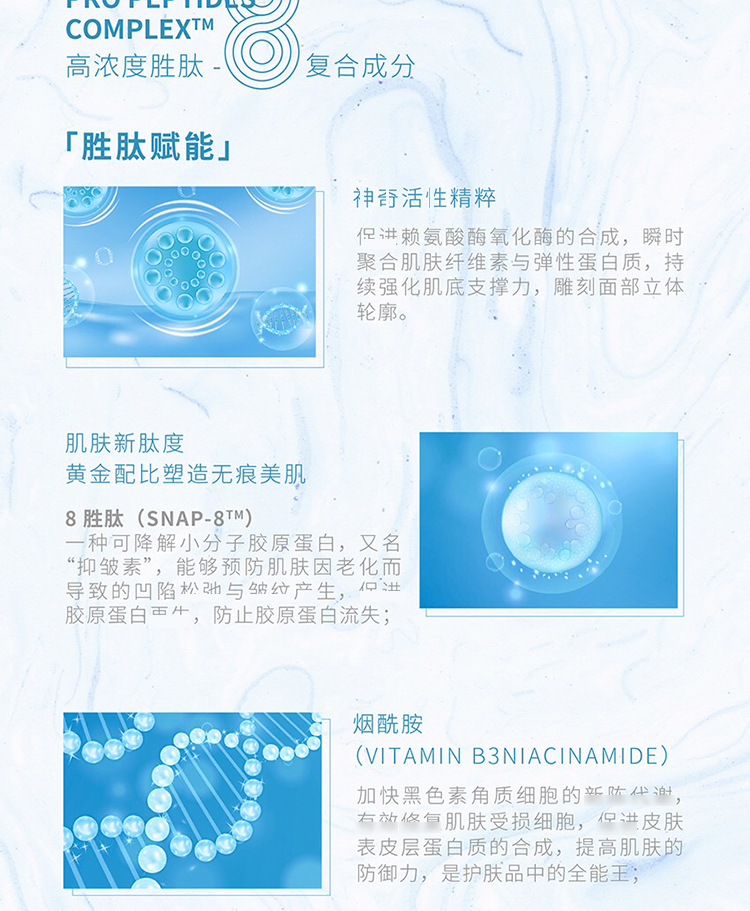 PRO PEPTIDES
COMPLEX™
高浓度胜肽 - 8 复合成分
「胜肽赋能」
神奇活性精粹
促进赖氨酸酶氧化酶的合成，瞬时
聚合肌肤纤维素与弹性蛋白质，持
续强化肌底支撑力，雕刻面部立体
轮廓。
肌肤新肽度
黄金配比塑造无痕美肌
8 胜肽（SNAP-8™）
一种可降解小分子胶原蛋白，又名
“抑皱素”，能够预防肌肤因老化而
导致的凹陷松弛与皱纹产生，促进
胶原蛋白再生，防止胶原蛋白流失；
烟酰胺
（VITAMIN B3NIACINAMIDE）
加快黑色素角质细胞的新陈代谢，
有效修复肌肤受损细胞，促进皮肤
表皮层蛋白质的合成，提高肌肤的
防御力，是护肤品中的全能王；